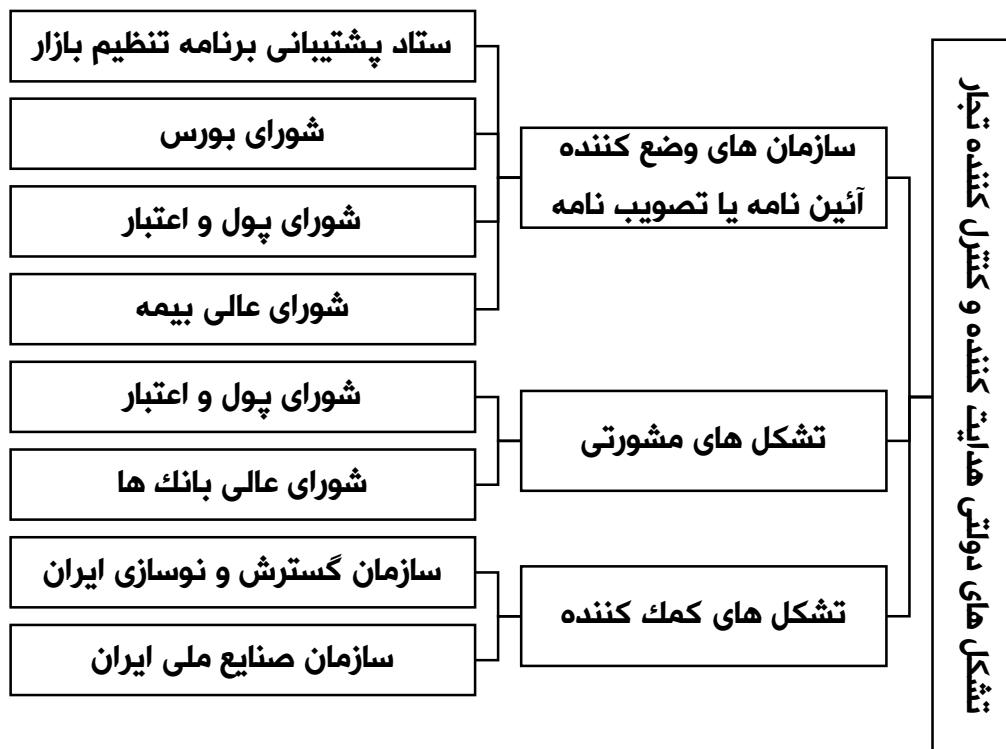 تشکل های دولتی هدایت کننده و کنترل کننده تجار
سازمان های وضع کننده
آئین نامه یا تصویب نامه
ستاد پشتیبانی برنامه تنظیم بازار
شورای بورس
شورای پول و اعتبار
شورای عالی بیمه
تشکل های مشورتی
شورای پول و اعتبار
شورای عالی بانك ها
تشکل های کمك کننده
سازمان گسترش و نوسازی ایران
سازمان صنایع ملی ایران